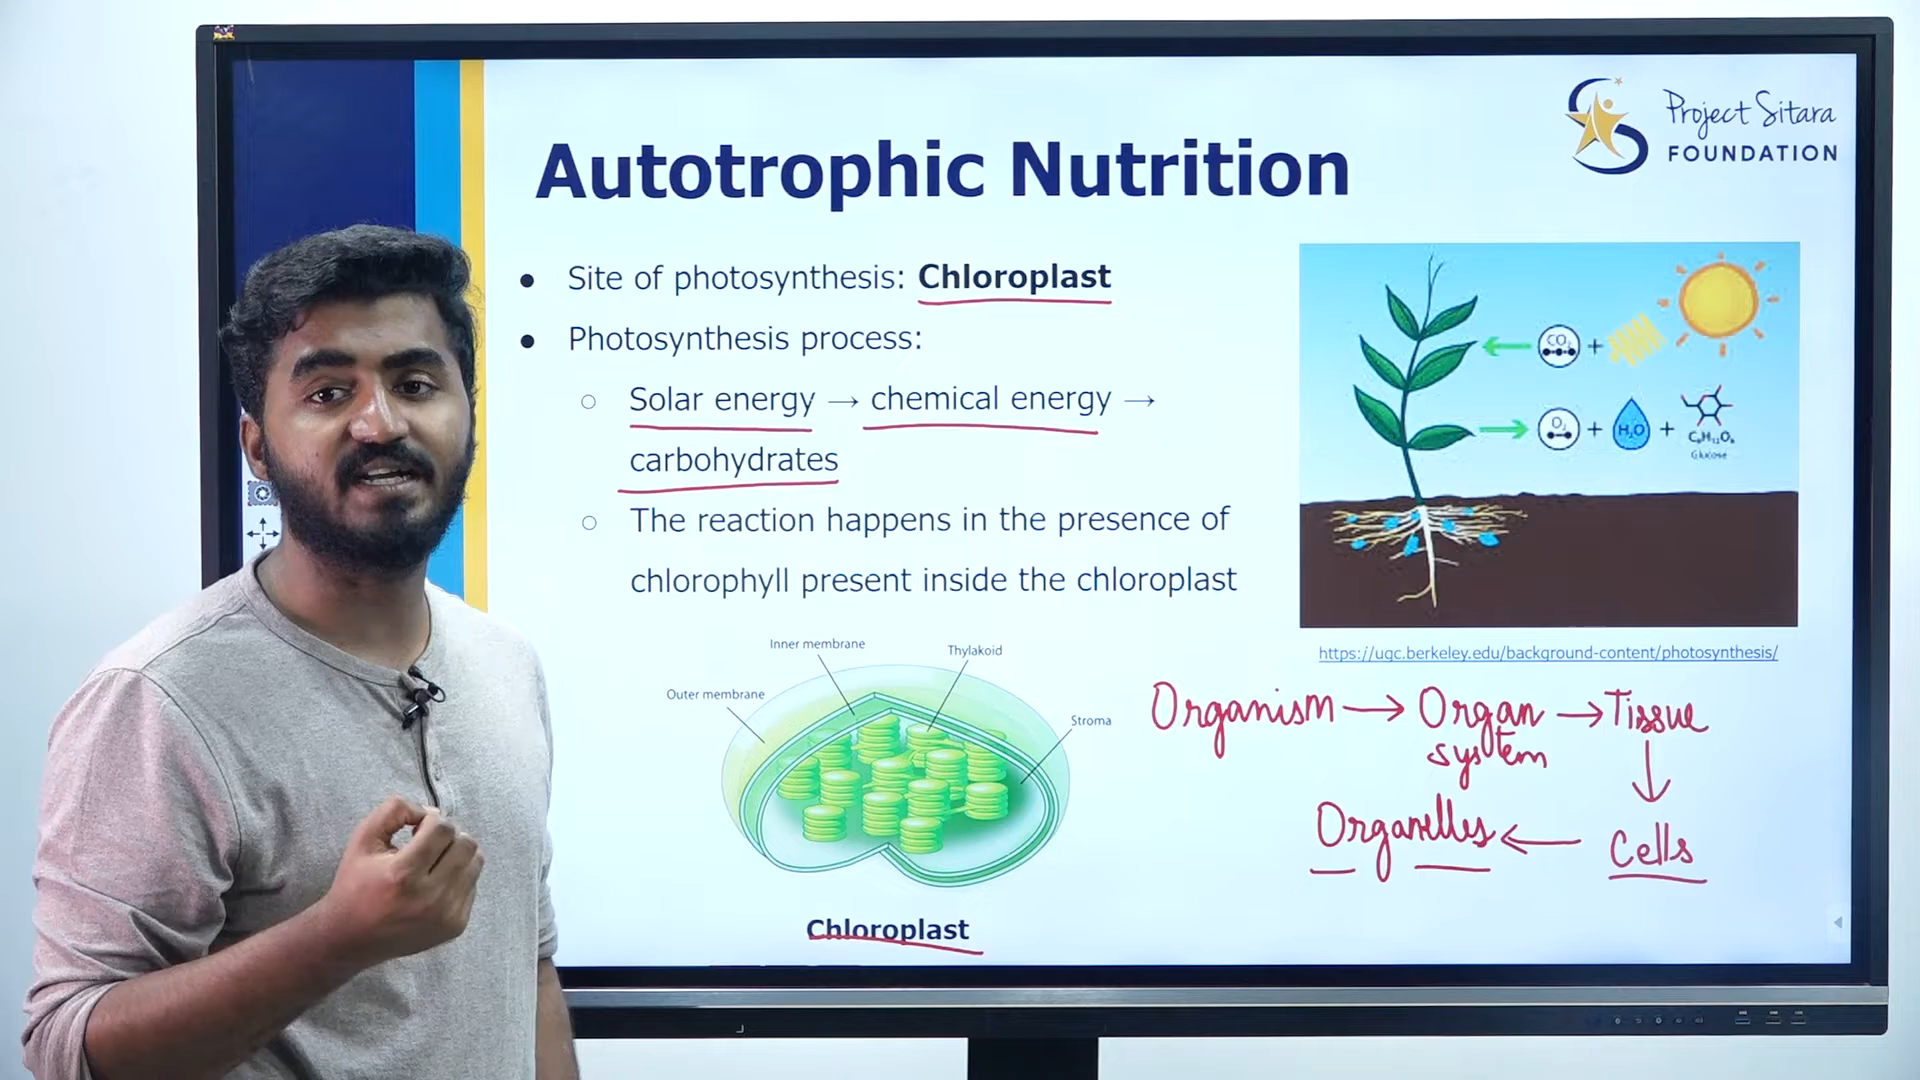 Project Sitara
FOUNDATION
Autotrophic Nutrition
● Site of photosynthesis: Chloroplast
● Photosynthesis process:
○ Solar energy → chemical energy →
carbohydrates
○ The reaction happens in the presence of
chlorophyll present inside the chloroplast
CO₂ +
O₂ + H₂O +
C₆H₁₂O₆
Glucose
https://ugc.berkeley.edu/background-content/photosynthesis/
Inner membrane
Thylakoid
Outer membrane
Stroma
Chloroplast
Organism → Organ → Tissue
system
Organelles ← Cells